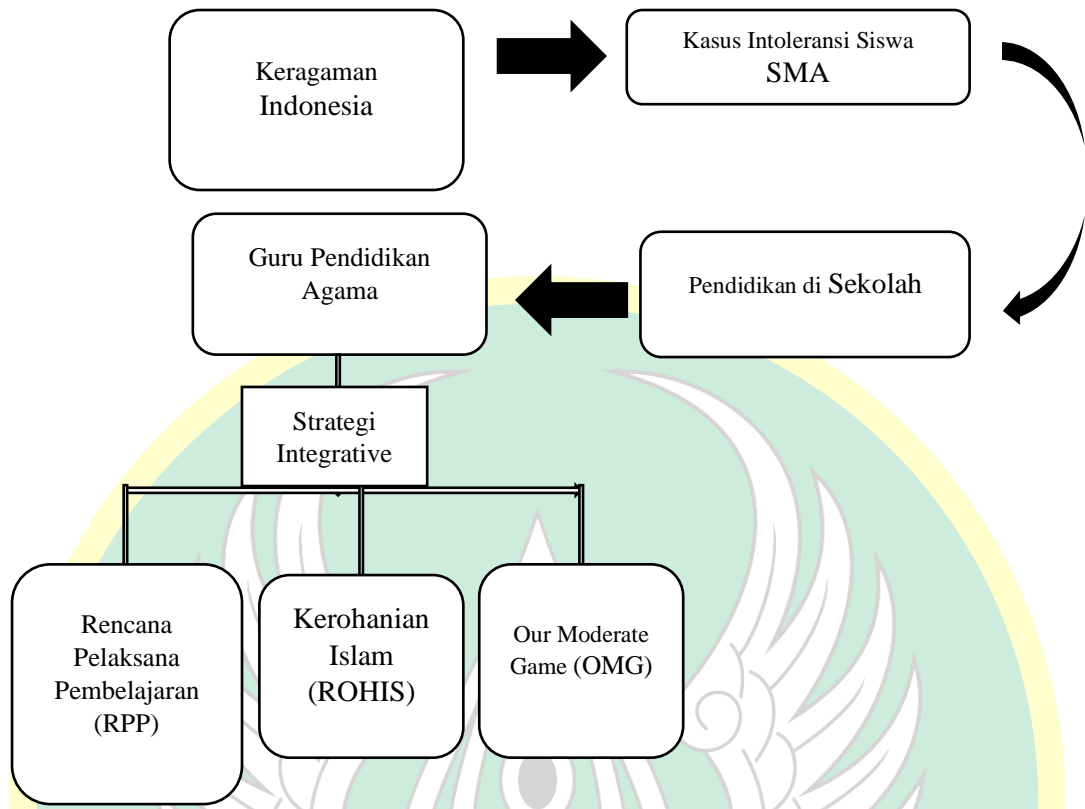 Keragaman
Indonesia
Kasus Intoleransi Siswa
SMA
Pendidikan di Sekolah
Guru Pendidikan
Agama
Strategi
Integrative
Rencana
Pelaksana
Pembelajaran
(RPP)
Kerohanian
Islam
(ROHIS)
Our Moderate
Game (OMG)